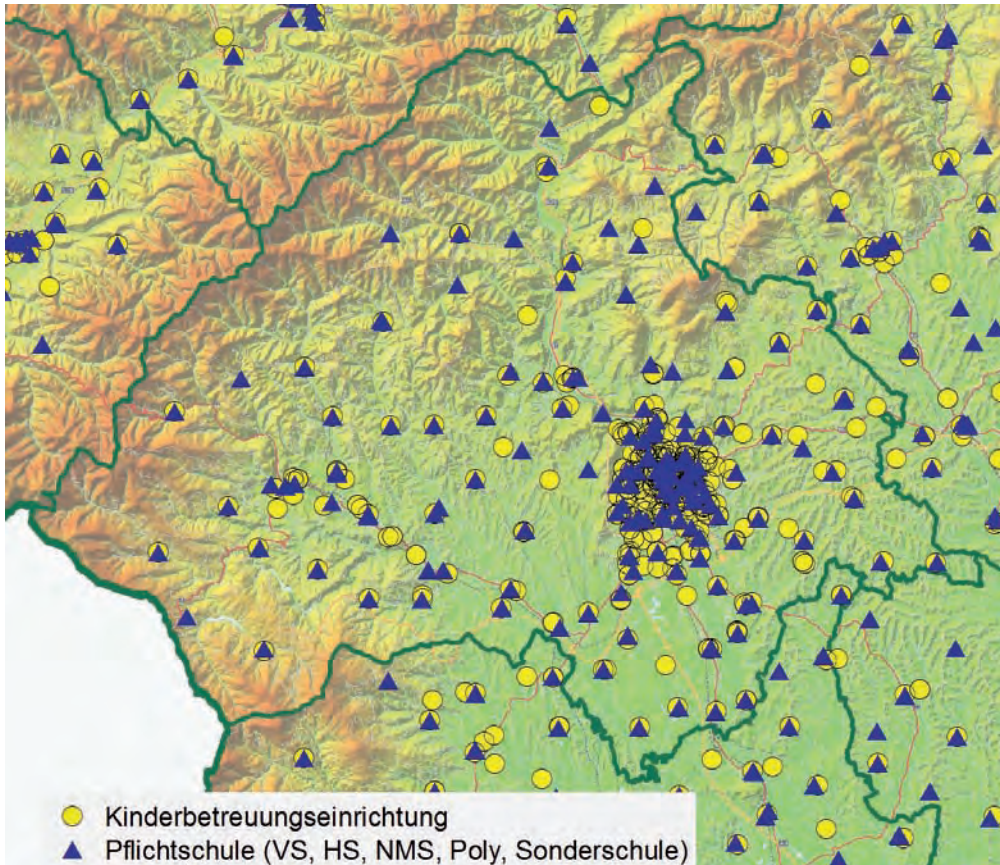 Kinderbetreuungseinrichtung
Pflichtschule (VS, HS, NMS, Poly, Sonderschule)